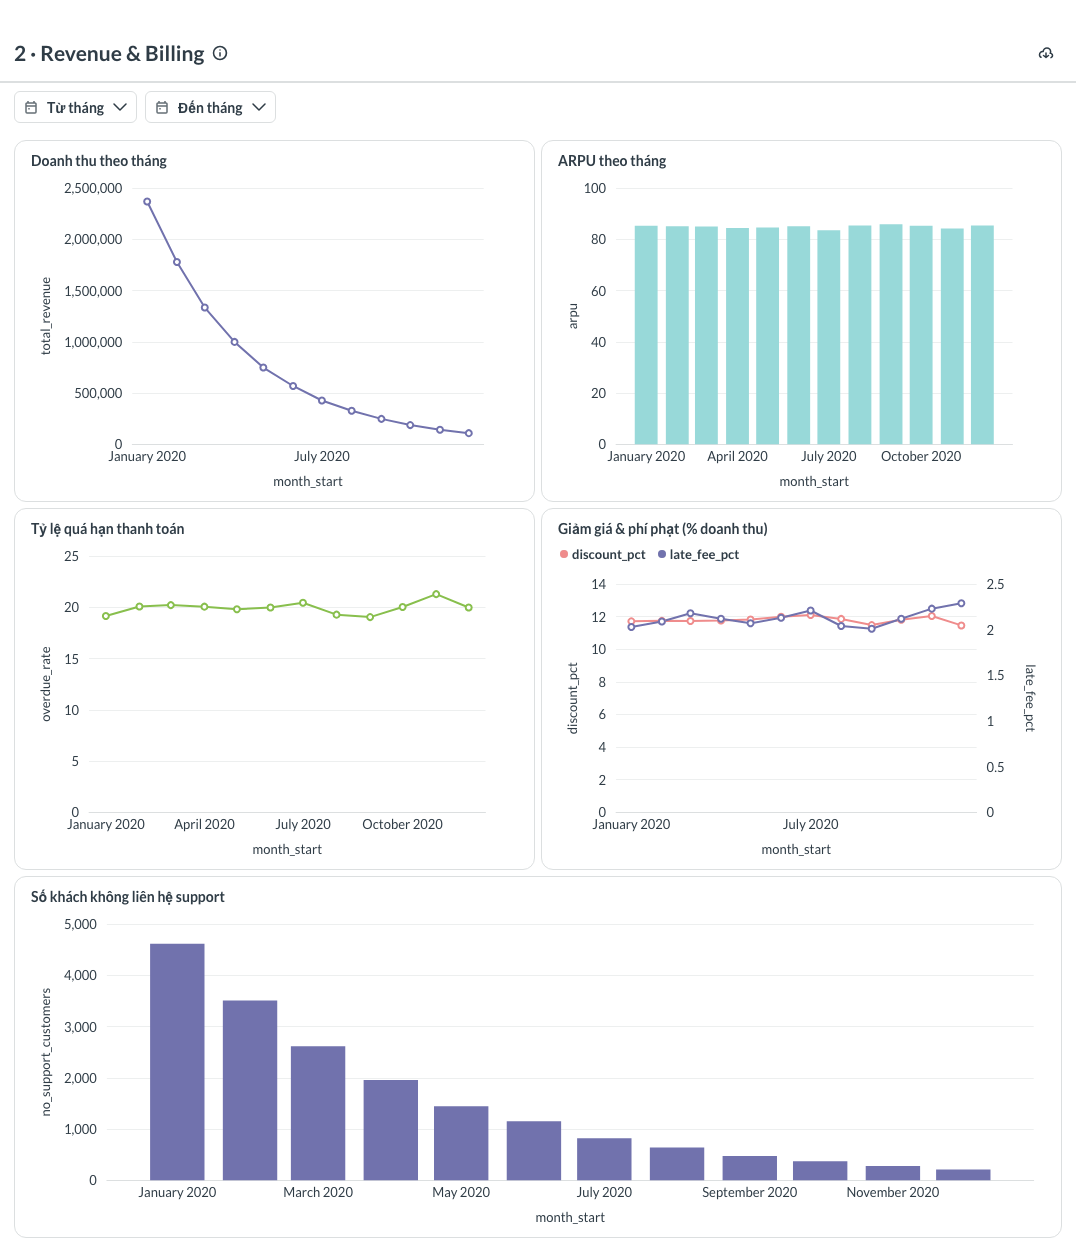 2 · Revenue & Billing
Từ tháng
Đến tháng
Doanh thu theo tháng
2,500,000
2,000,000
1,500,000
1,000,000
500,000
0
total_revenue
January 2020
July 2020
month_start
ARPU theo tháng
100
80
60
40
20
0
arpu
January 2020
April 2020
July 2020
October 2020
month_start
Tỷ lệ quá hạn thanh toán
25
20
15
10
5
0
overdue_rate
January 2020
April 2020
July 2020
October 2020
month_start
Giảm giá & phí phạt (% doanh thu)
discount_pct
late_fee_pct
14
12
10
8
6
4
2
0
discount_pct
2.5
2
1.5
1
0.5
0
late_fee_pct
January 2020
July 2020
month_start
Số khách không liên hệ support
5,000
4,000
3,000
2,000
1,000
0
no_support_customers
January 2020
March 2020
May 2020
July 2020
September 2020
November 2020
month_start